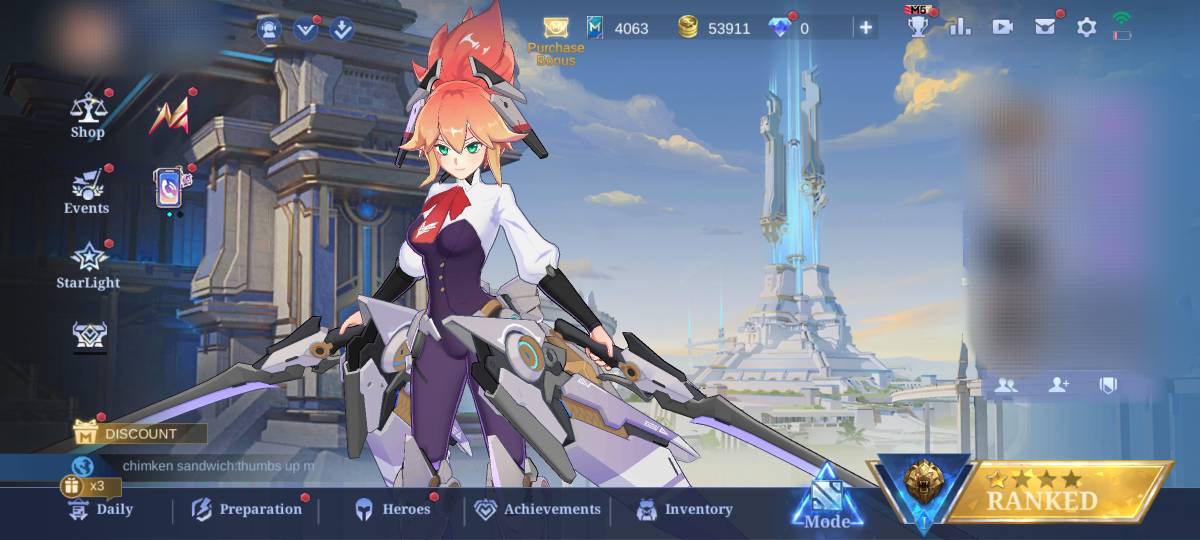 M5
4063
53911
0
+
Purchase
Bonus
Shop
Events
StarLight
DISCOUNT
chimken sandwich:thumbs up m
x3
Daily
Preparation
Heroes
Achievements
Inventory
Mode
RANKED